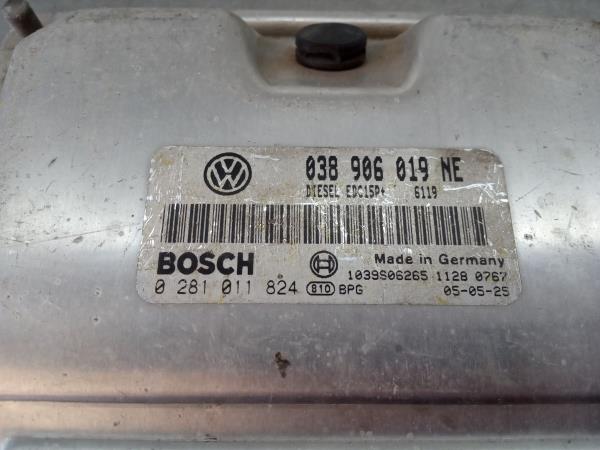 038 906 019 NE
DIESEL EDC15P+ 6119
BOSCH Made in Germany
1039S06265 1128 0767
0 281 011 824 810 BPG 05-05-25